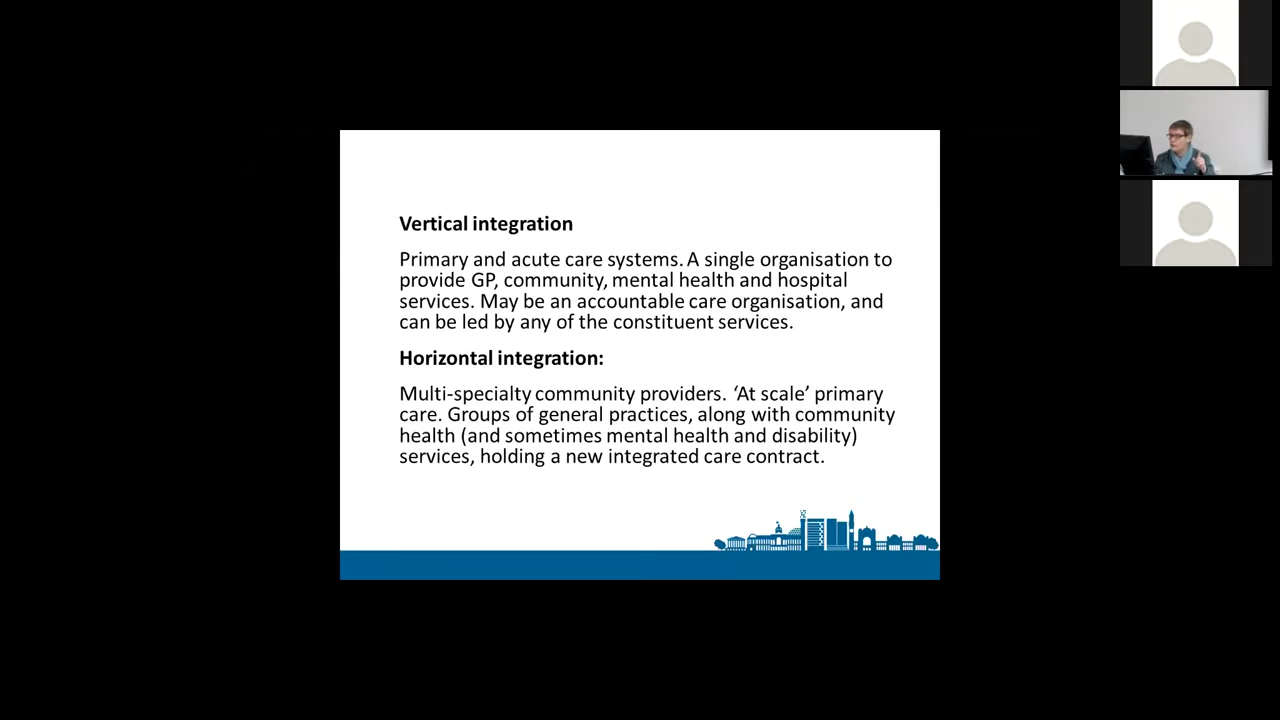 Vertical integration
Primary and acute care systems. A single organisation to
provide GP, community, mental health and hospital
services. May be an accountable care organisation, and
can be led by any of the constituent services.
Horizontal integration:
Multi-specialty community providers. ‘At scale’ primary
care. Groups of general practices, along with community
health (and sometimes mental health and disability)
services, holding a new integrated care contract.